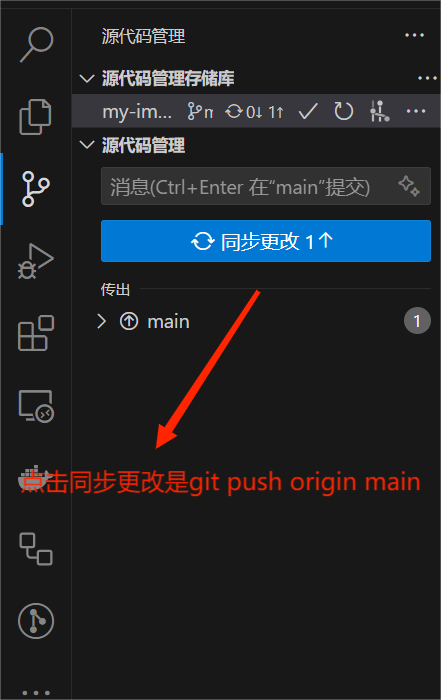 源代码管理
源代码管理存储库
my-im... m 0↓ 1↑
源代码管理
消息(Ctrl+Enter 在“main”提交)
同步更改 1↑
传出
main 1
点击同步更改是git push origin main